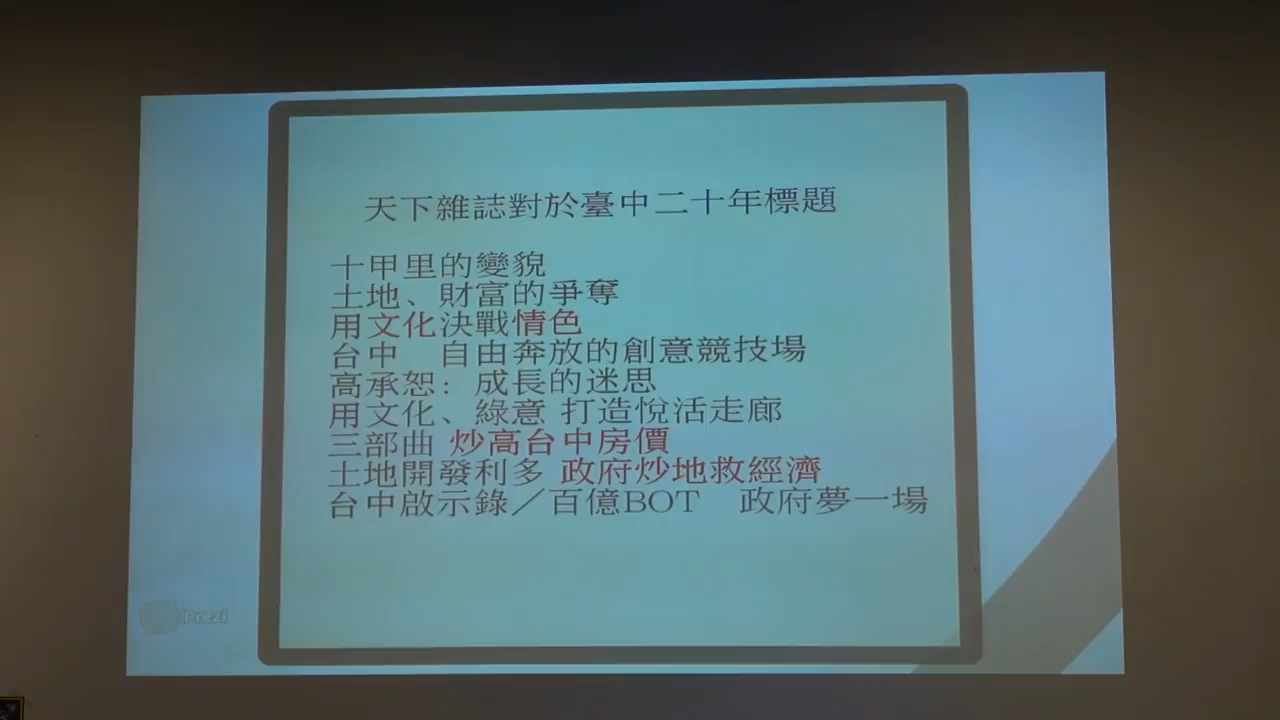 天下雜誌對於臺中二十年標題
十甲里的變貌
土地、財富的爭奪
用文化決戰情色
台中　自由奔放的創意競技場
高承恕：成長的迷思
用文化、綠意 打造悅活走廊
三部曲 炒高台中房價
土地開發利多 政府炒地救經濟
台中啟示錄／百億BOT　政府夢一場
Prezi